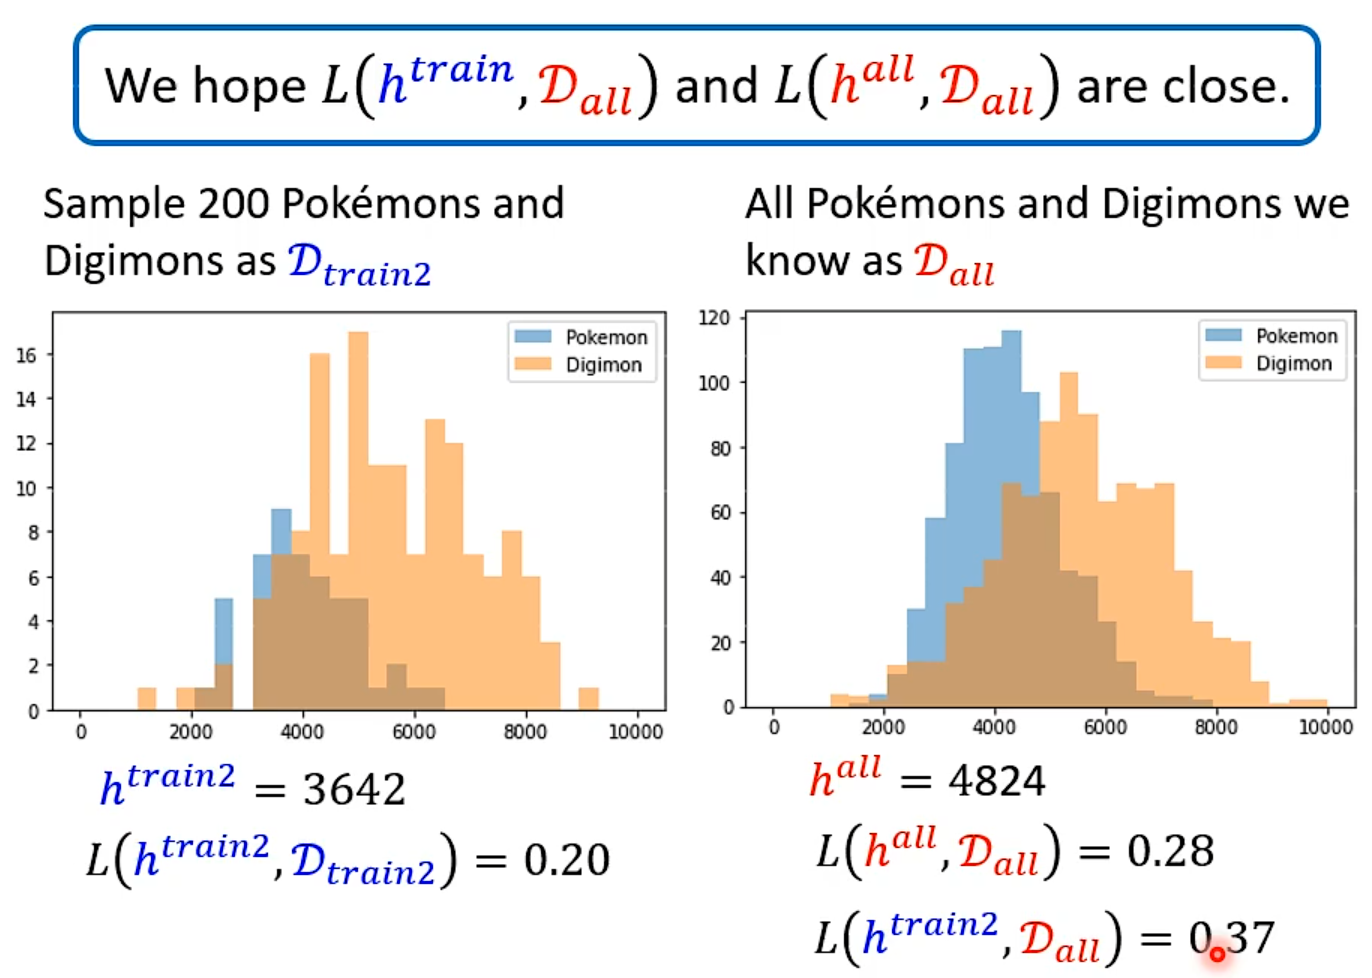 We hope L(h^train, D_all) and L(h^all, D_all) are close.
Sample 200 Pokémons and
Digimons as D_train2
All Pokémons and Digimons we
know as D_all
Pokemon
Digimon
16
14
12
10
8
6
4
2
0
0 2000 4000 6000 8000 10000
Pokemon
Digimon
120
100
80
60
40
20
0
0 2000 4000 6000 8000 10000
h^train2 = 3642
L(h^train2, D_train2) = 0.20
h^all = 4824
L(h^all, D_all) = 0.28
L(h^train2, D_all) = 0.37